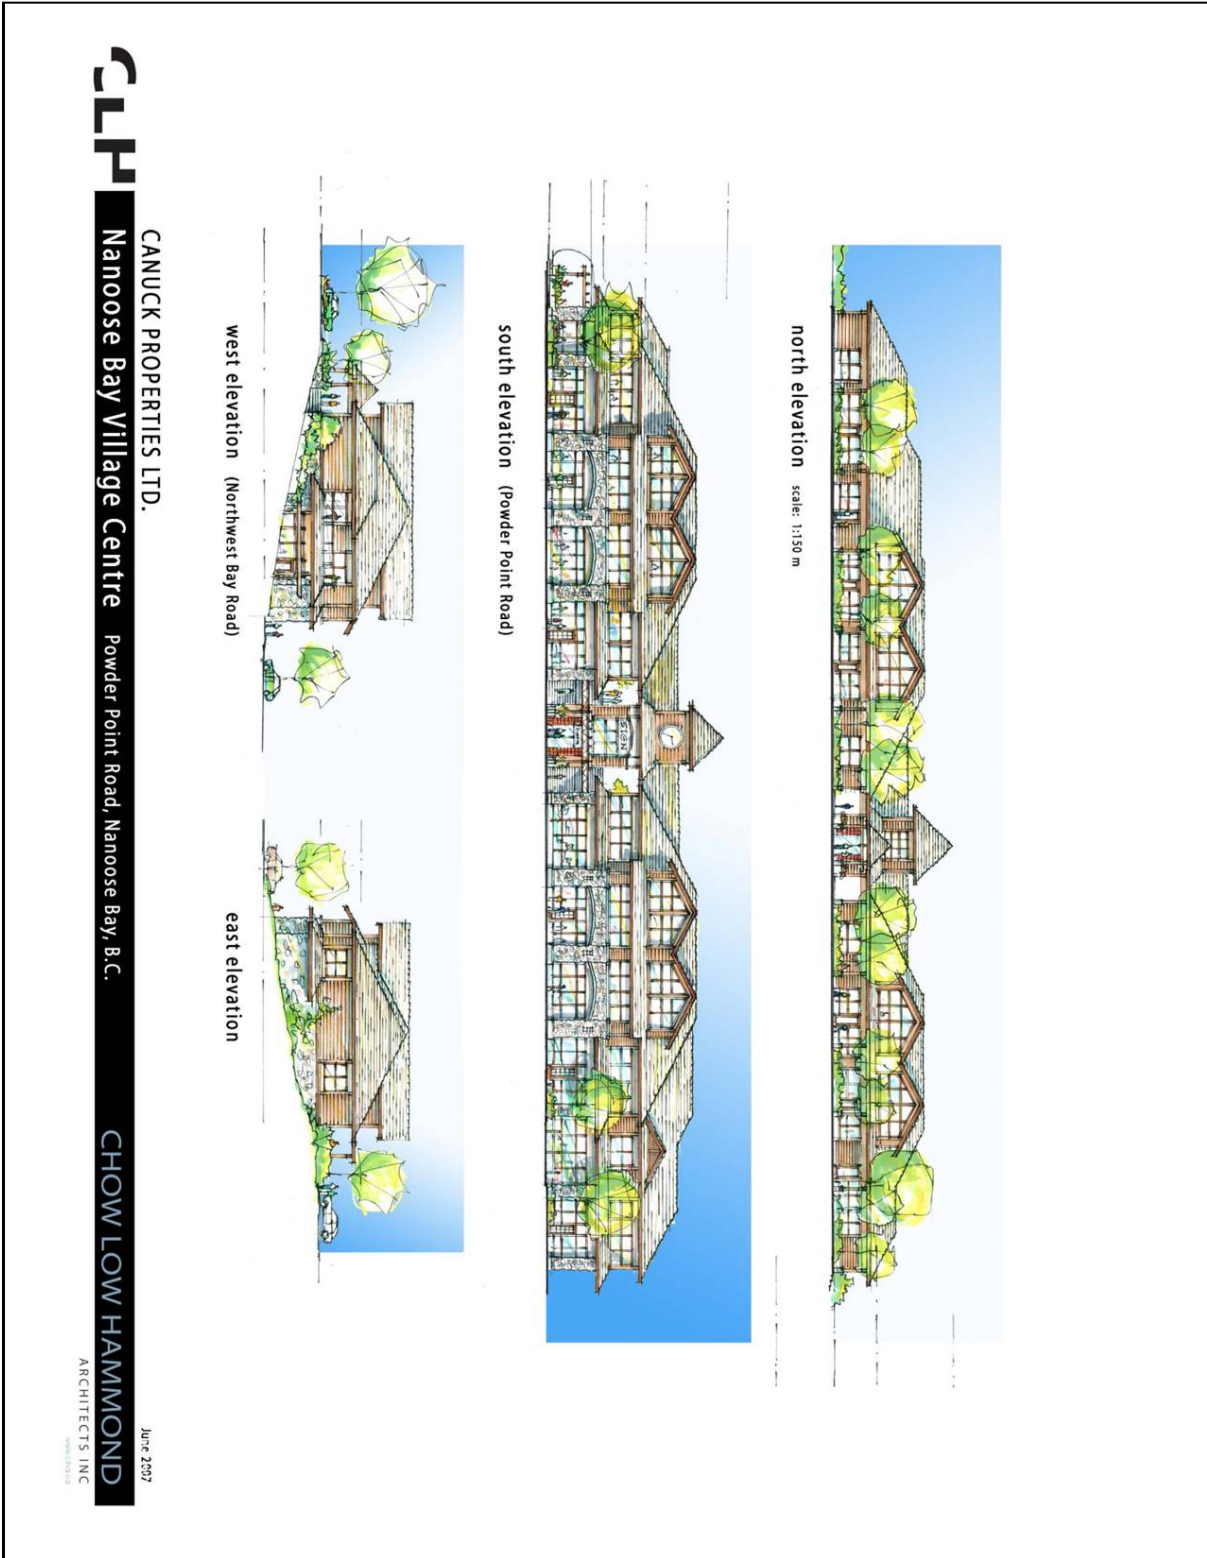 north elevation scale: 1:150 m
SIGN
south elevation (Powder Point Road)
west elevation (Northwest Bay Road)
east elevation
CANUCK PROPERTIES LTD.
June 2007
CLH
Nanoose Bay Village Centre Powder Point Road, Nanoose Bay, B.C.
CHOW LOW HAMMOND
ARCHITECTS INC